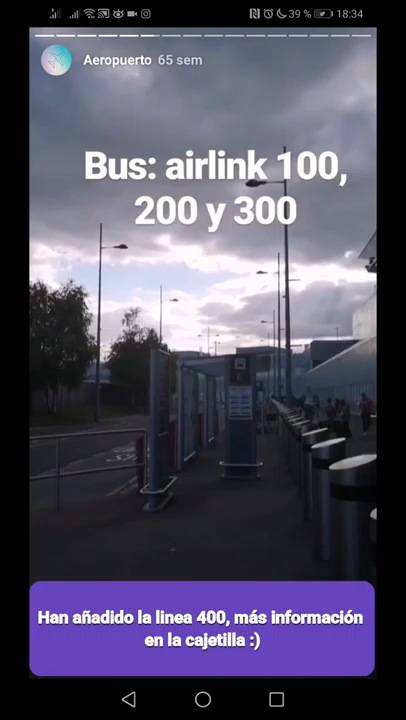 39 % 18:34
Aeropuerto 65 sem
Bus: airlink 100,
200 y 300
Han añadido la linea 400, más información
en la cajetilla :)